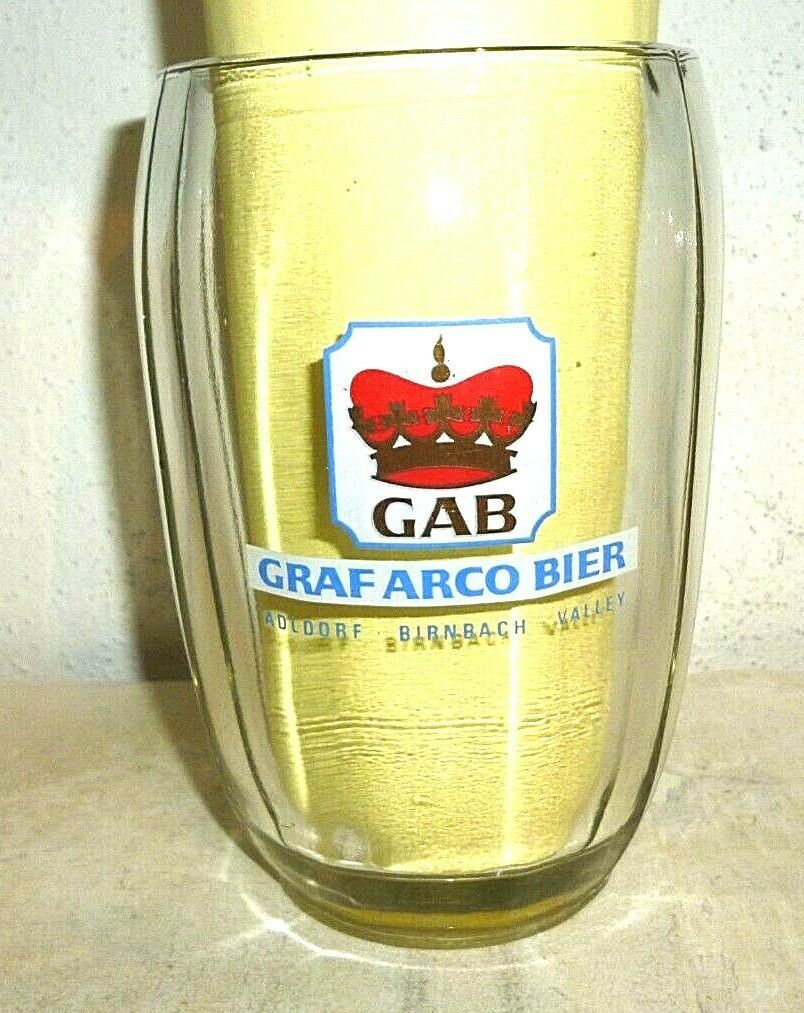 GAB
GRAF ARCO BIER
ADLDORF · BIRNBACH · VALLEY